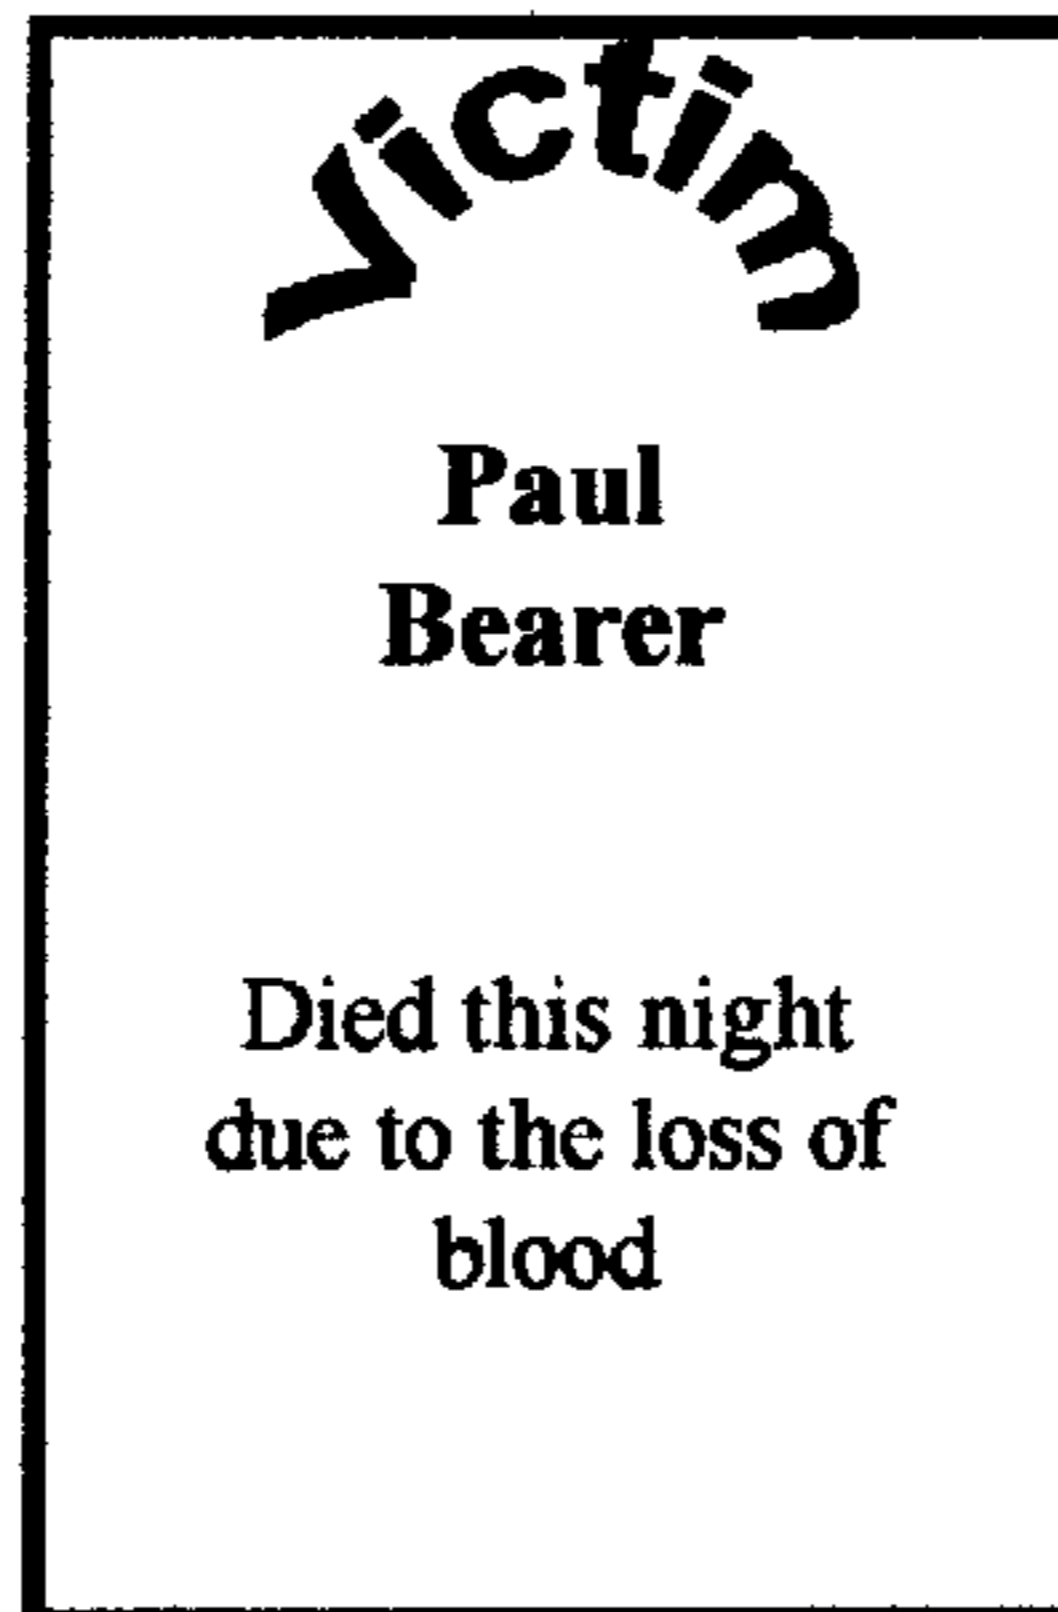 Victim
Paul
Bearer
Died this night
due to the loss of
blood